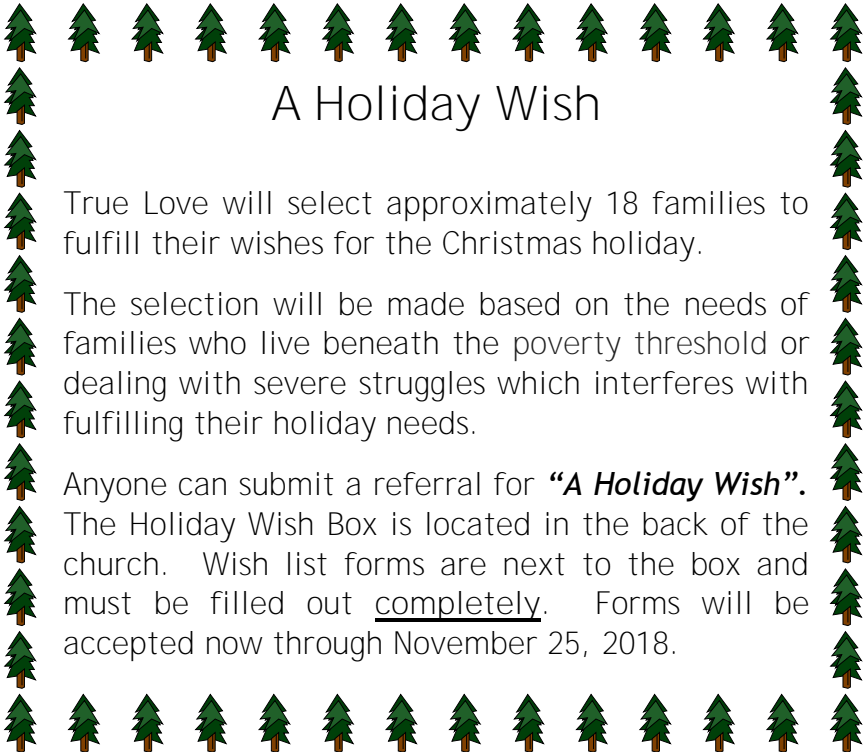 A Holiday Wish
True Love will select approximately 18 families to
fulfill their wishes for the Christmas holiday.
The selection will be made based on the needs of
families who live beneath the poverty threshold or
dealing with severe struggles which interferes with
fulfilling their holiday needs.
Anyone can submit a referral for “A Holiday Wish”.
The Holiday Wish Box is located in the back of the
church. Wish list forms are next to the box and
must be filled out completely. Forms will be
accepted now through November 25, 2018.